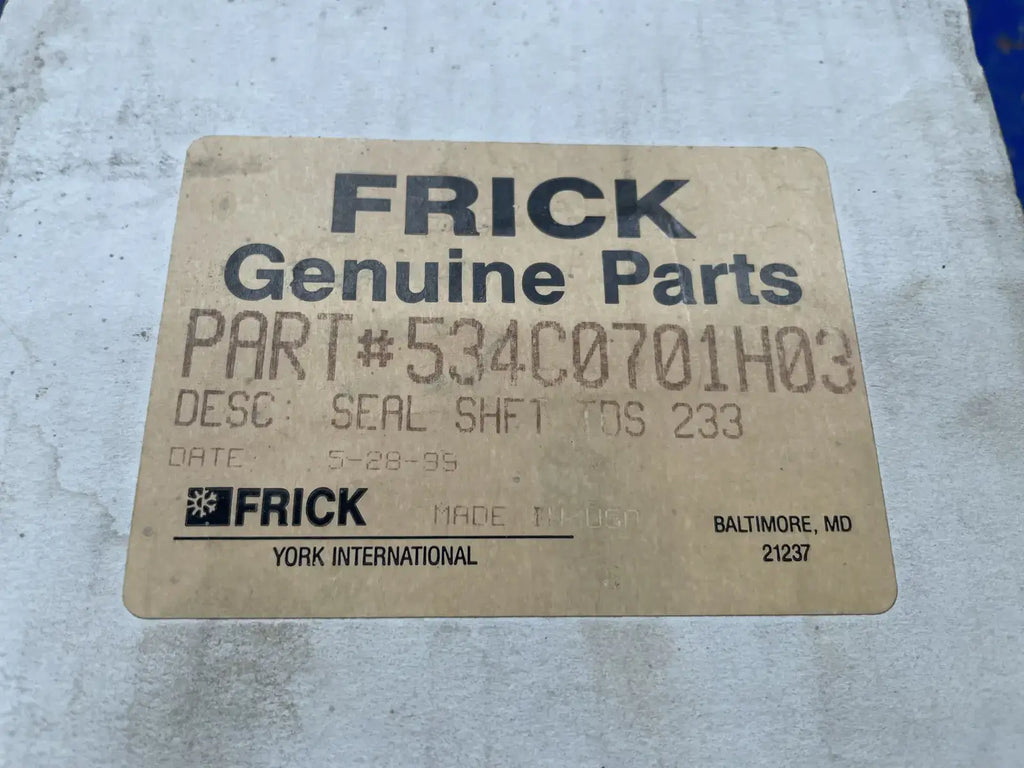 FRICK
Genuine Parts
PART#534C0701H03
DESC: SEAL SHFT TDS 233
DATE: 5-28-99
FRICK MADE IN USA
YORK INTERNATIONAL
BALTIMORE, MD
21237